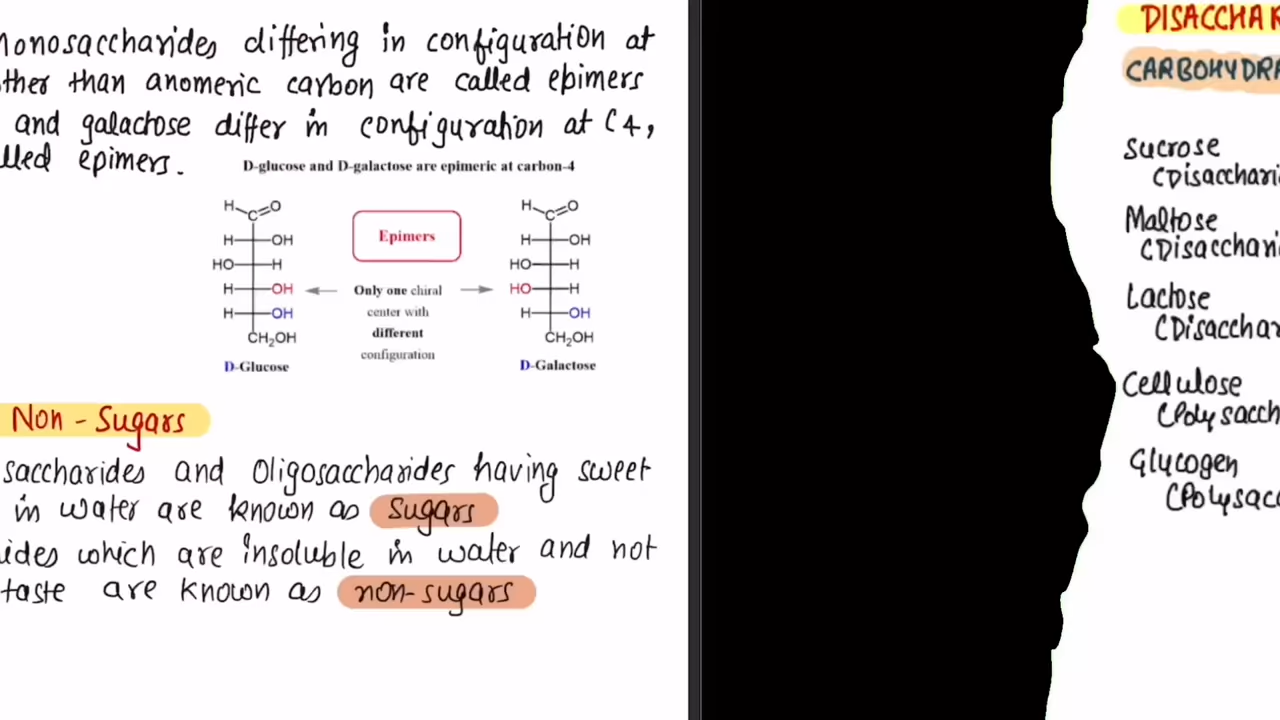 Monosaccharides differing in configuration at
ther than anomeric carbon are called epimers
and galactose differ in configuration at C4,
lled epimers.
D-glucose and D-galactose are epimeric at carbon-4
H C O
H OH
HO H
H OH
H OH
CH2OH
D-Glucose
Epimers
Only one chiral
center with
different
configuration
H C O
H OH
HO H
HO H
H OH
CH2OH
D-Galactose
Non - Sugars
saccharides and Oligosaccharides having sweet
in water are known as sugars
ides which are insoluble in water and not
taste are known as non-sugars
DISACCHAR
CARBOHYDRA
Sucrose
(Disacchari
Maltose
(Disacchari
Lactose
(Disacchar
Cellulose
(Polysacch
Glycogen
(Polysacc